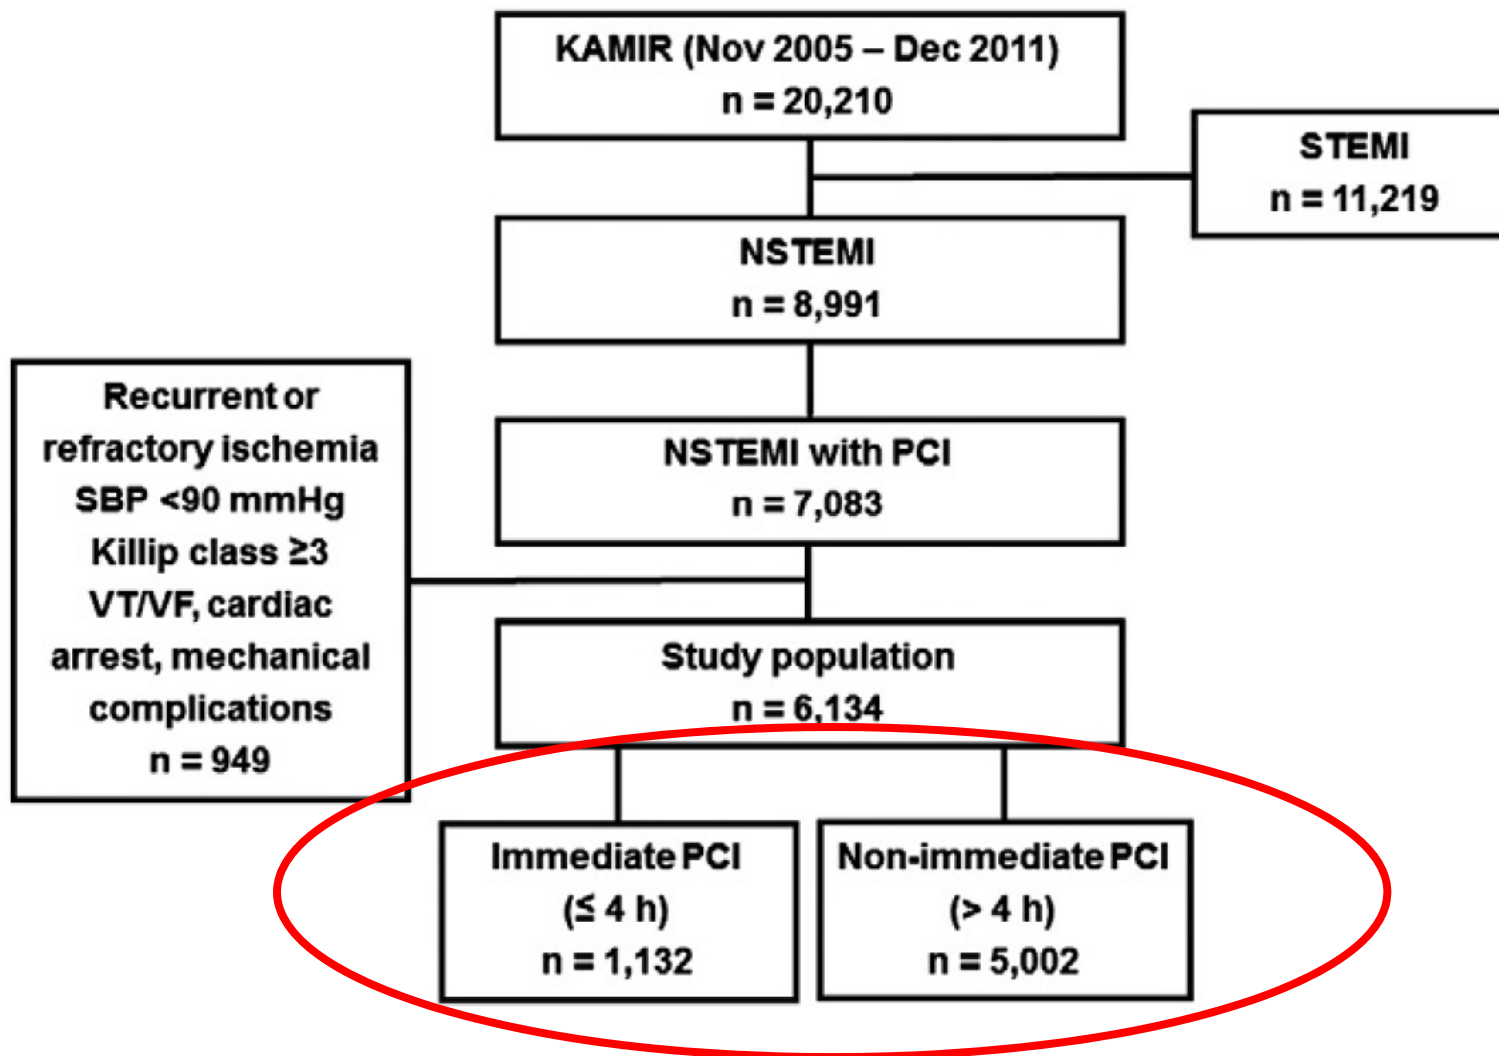 KAMIR (Nov 2005 – Dec 2011)
n = 20,210
STEMI
n = 11,219
NSTEMI
n = 8,991
NSTEMI with PCI
n = 7,083
Recurrent or
refractory ischemia
SBP <90 mmHg
Killip class ≥3
VT/VF, cardiac
arrest, mechanical
complications
n = 949
Study population
n = 6,134
Immediate PCI
(≤ 4 h)
n = 1,132
Non-immediate PCI
(> 4 h)
n = 5,002